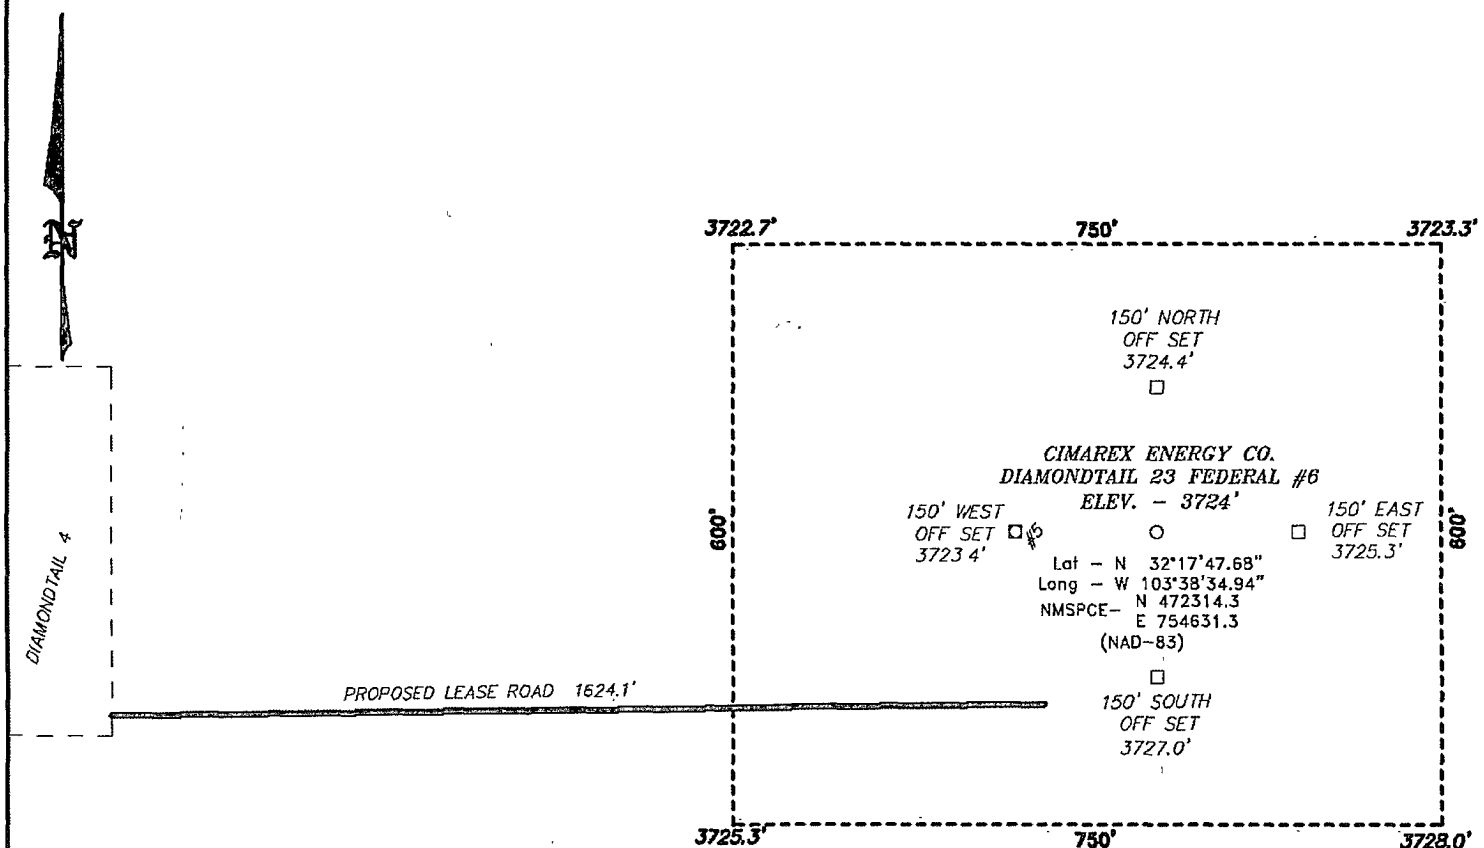 N
3722.7' 750' 3723.3'
150' NORTH
OFF SET
3724.4'
CIMAREX ENERGY CO.
DIAMONDTAIL 23 FEDERAL #6
ELEV. - 3724'
600'
150' WEST
OFF SET
3723 4'
#5
150' EAST
OFF SET
3725.3'
600'
Lat - N 32°17'47.68"
Long - W 103°38'34.94"
NMSPCE- N 472314.3
E 754631.3
(NAD-83)
DIAMONDTAIL 4
PROPOSED LEASE ROAD 1624.1'
150' SOUTH
OFF SET
3727.0'
3725.3' 750' 3728.0'